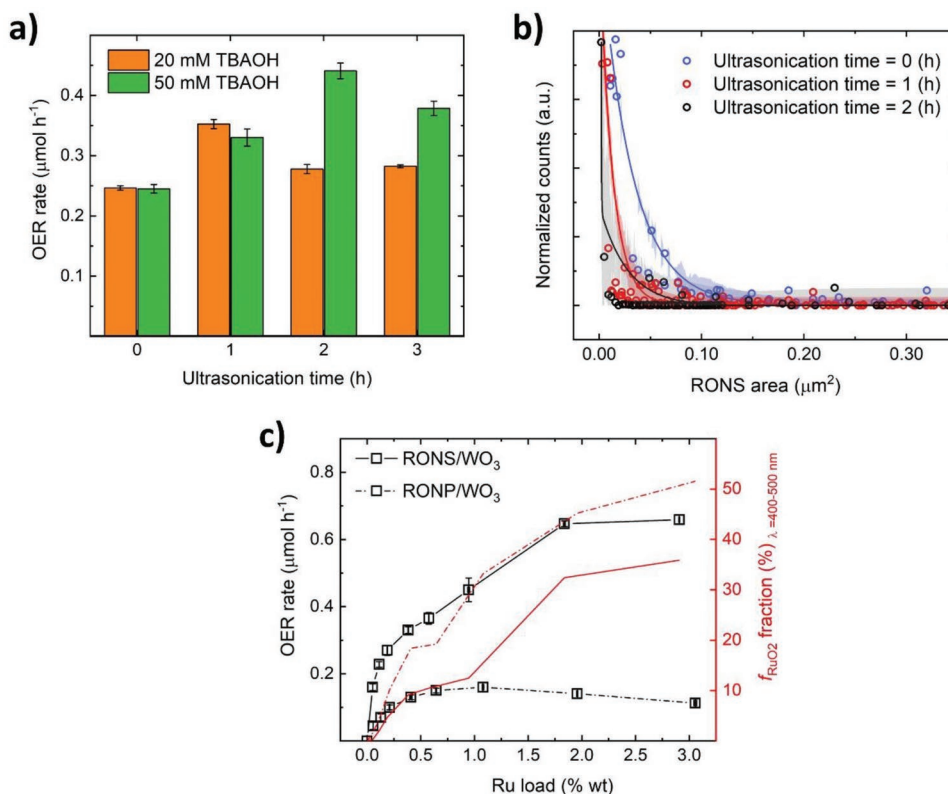 a)
20 mM TBAOH
50 mM TBAOH
OER rate (μmol h⁻¹)
0.4
0.3
0.2
0.1
0 1 2 3
Ultrasonication time (h)
b)
Ultrasonication time = 0 (h)
Ultrasonication time = 1 (h)
Ultrasonication time = 2 (h)
Normalized counts (a.u.)
0.00 0.10 0.20 0.30
RONS area (μm²)
c)
RONS/WO₃
RONP/WO₃
OER rate (μmol h⁻¹)
0.8
0.6
0.4
0.2
50
40
30
20
10
f_RuO2 fraction (%) λ =400-500 nm
0.0 0.5 1.0 1.5 2.0 2.5 3.0
Ru load (% wt)